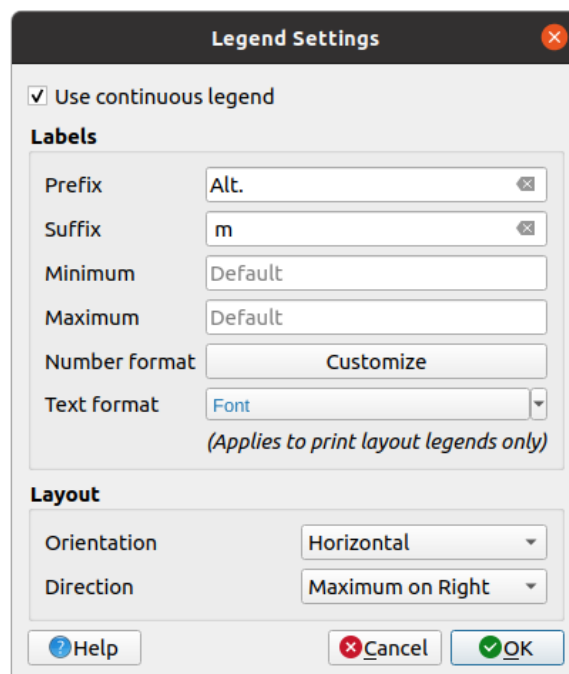 Legend Settings
Use continuous legend
Labels
Prefix Alt.
Suffix m
Minimum Default
Maximum Default
Number format Customize
Text format Font
(Applies to print layout legends only)
Layout
Orientation Horizontal
Direction Maximum on Right
Help Cancel OK